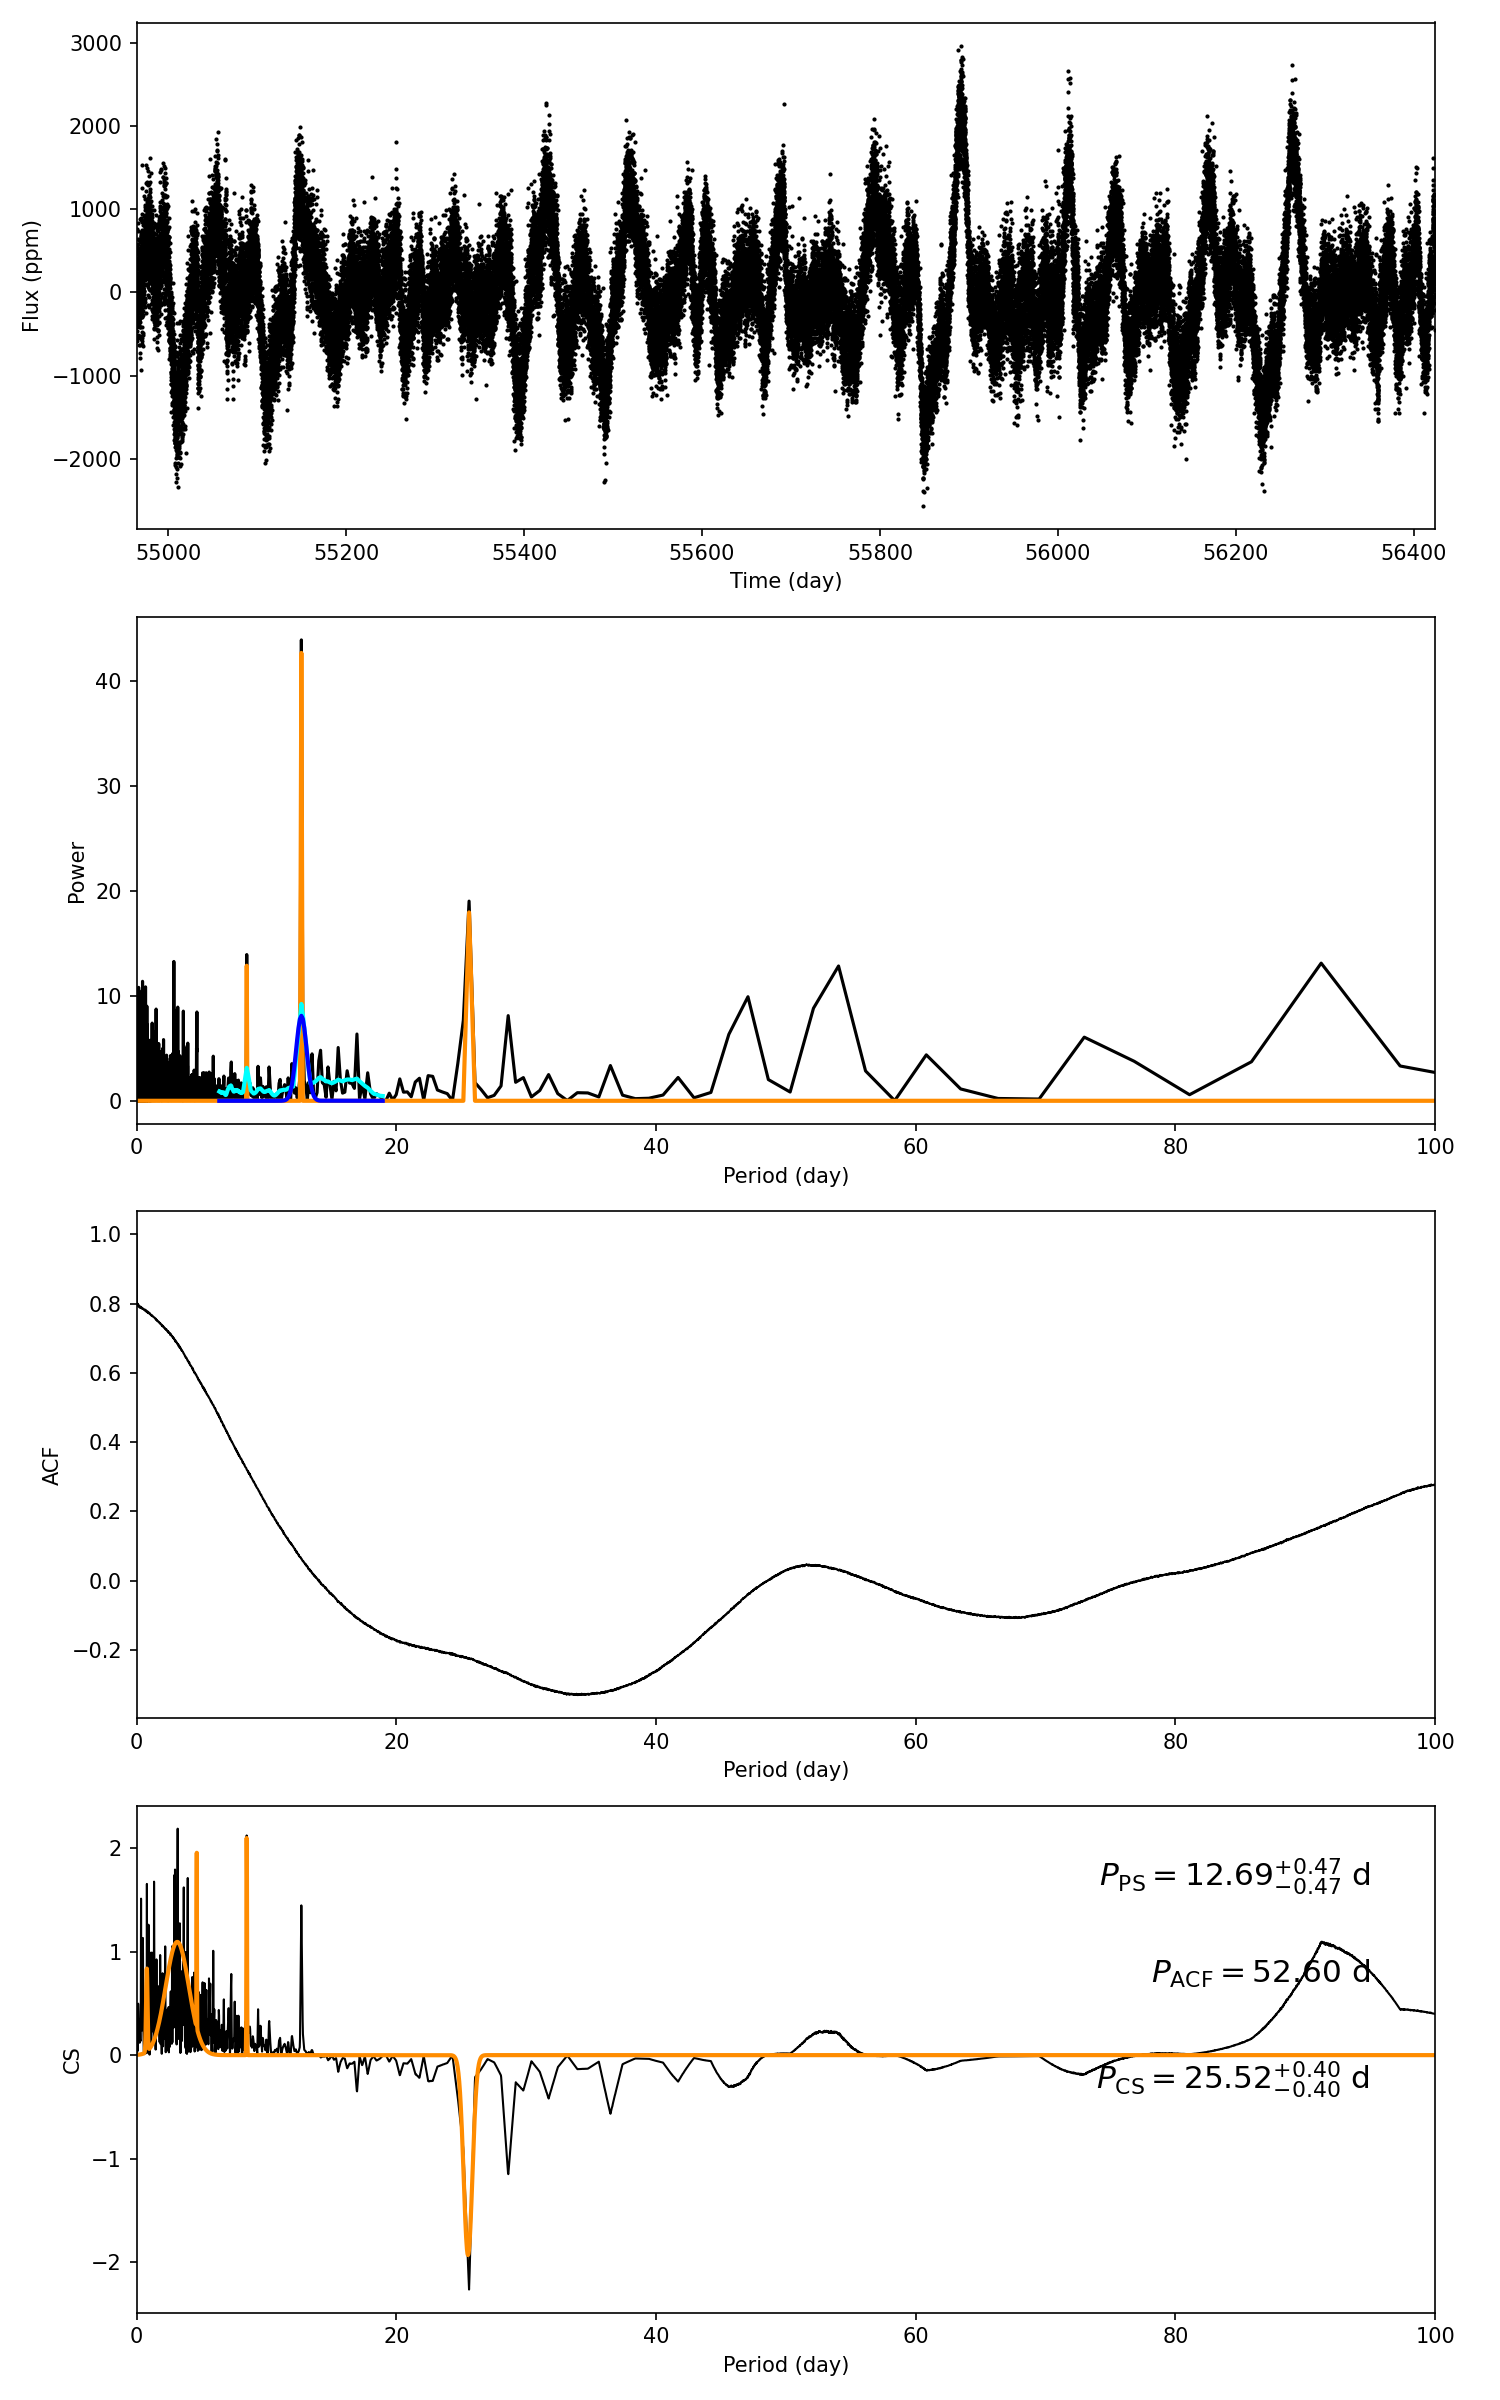 3000
2000
1000
0
−1000
−2000
Flux (ppm)
55000 55200 55400 55600 55800 56000 56200 56400
Time (day)
40
30
20
10
0
Power
0 20 40 60 80 100
Period (day)
1.0
0.8
0.6
0.4
0.2
0.0
−0.2
ACF
0 20 40 60 80 100
Period (day)
2
1
0
−1
−2
CS
P_PS = 12.69^{+0.47}_{−0.47} d
P_ACF = 52.60 d
P_CS = 25.52^{+0.40}_{−0.40} d
0 20 40 60 80 100
Period (day)